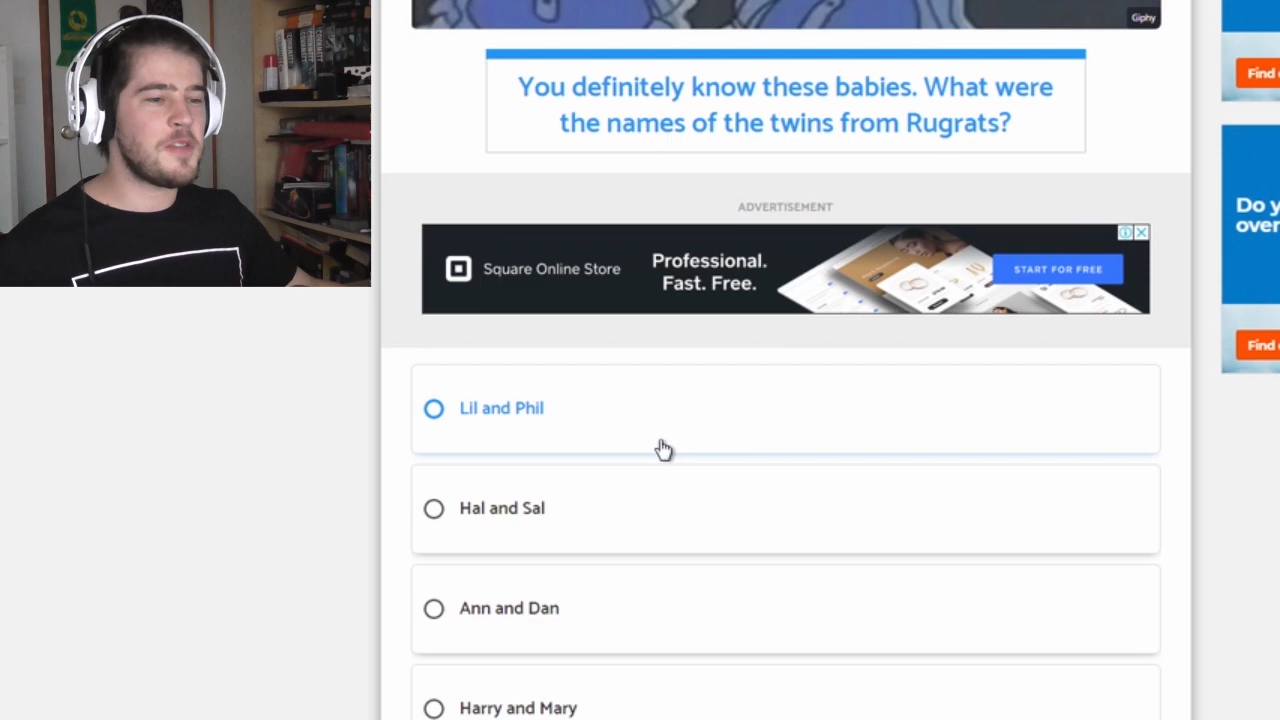 Giphy
You definitely know these babies. What were
the names of the twins from Rugrats?
ADVERTISEMENT
Square Online Store
Professional.
Fast. Free.
START FOR FREE
Lil and Phil
Hal and Sal
Ann and Dan
Harry and Mary
Find
Do y
over
Find